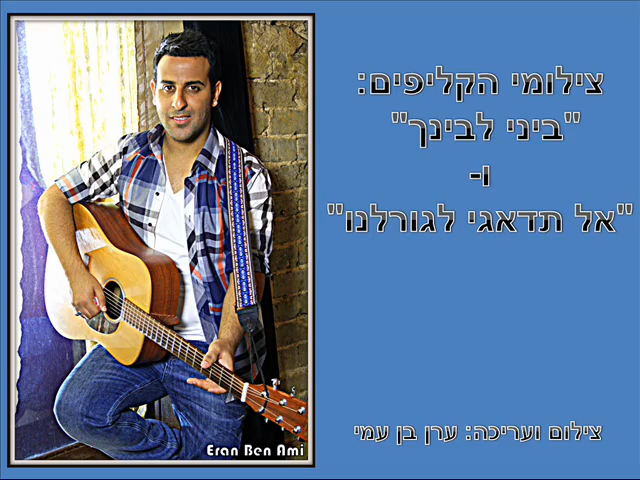 צילומי הקליפים:
"ביני לבינך"
ו-
"אל תדאגי לגורלנו"
צילום ועריכה: ערן בן עמי
Eran Ben Ami